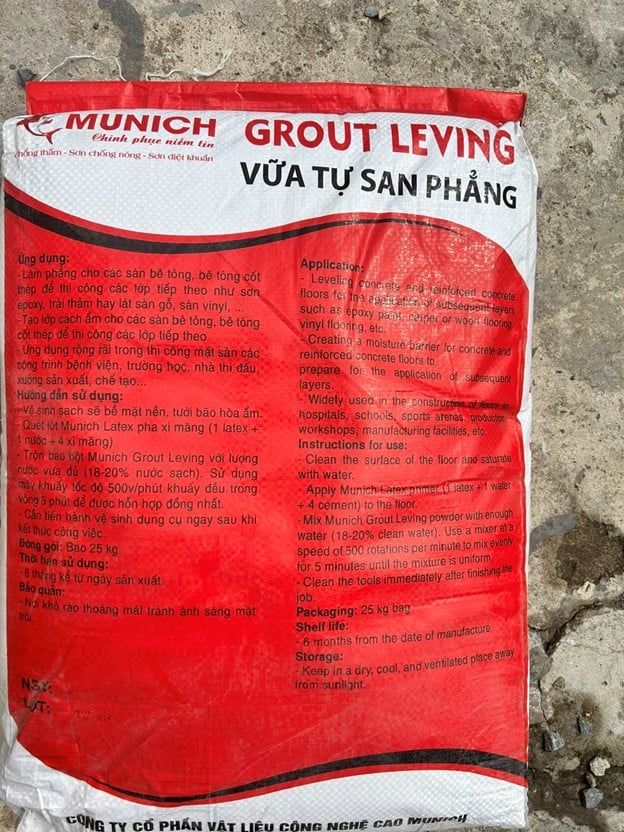 MUNICH
Chinh phục niềm tin
hống thấm - Sơn chống nóng - Sơn diệt khuẩn
GROUT LEVING
VỮA TỰ SAN PHẲNG
Ứng dụng:
- Làm phẳng cho các sàn bê tông, bê tông cốt
thép để thi công các lớp tiếp theo như sơn
epoxy, trải thảm hay lát sàn gỗ, sàn vinyl, ...
- Tạo lớp cách ẩm cho các sàn bê tông, bê tông
cốt thép để thi công các lớp tiếp theo
- Ứng dụng rộng rãi trong thi công mặt sàn các
công trình bệnh viện, trường học, nhà thi đấu,
xưởng sản xuất, chế tạo...
Hướng dẫn sử dụng:
- Vệ sinh sạch sẽ bề mặt nền, tưới bão hòa ẩm.
- Quét lót Munich Latex pha xi măng (1 latex +
1 nước + 4 xi măng)
- Trộn bao bột Munich Grout Leving với lượng
nước vừa đủ (18-20% nước sạch). Sử dụng
máy khuấy tốc độ 500v/phút khuấy đều trong
vòng 5 phút để được hỗn hợp đồng nhất.
- Cần tiến hành vệ sinh dụng cụ ngay sau khi
kết thúc công việc.
Đóng gói: Bao 25 kg
Thời hạn sử dụng:
- 6 tháng kể từ ngày sản xuất.
Bảo quản:
- Nơi khô ráo thoáng mát tránh ánh sáng mặt
trời.
NSX:
LOT:
Application:
- Leveling concrete and reinforced concrete
floors for the application of subsequent layers
such as epoxy paint, carpet or wood flooring,
vinyl flooring, etc.
- Creating a moisture barrier for concrete and
reinforced concrete floors to
prepare for the application of subsequent
layers.
- Widely used in the construction of floors in
hospitals, schools, sports arenas, production
workshops, manufacturing facilities, etc.
Instructions for use:
- Clean the surface of the floor and saturate
with water.
- Apply Munich Latex primer (1 latex + 1 water
+ 4 cement) to the floor.
- Mix Munich Grout Leving powder with enough
water (18-20% clean water). Use a mixer at a
speed of 500 rotations per minute to mix evenly
for 5 minutes until the mixture is uniform.
- Clean the tools immediately after finishing the
job.
Packaging: 25 kg bag
Shelf life:
- 6 months from the date of manufacture
Storage:
- Keep in a dry, cool, and ventilated place away
from sunlight.
CÔNG TY CỔ PHẦN VẬT LIỆU CÔNG NGHỆ CAO MUNICH